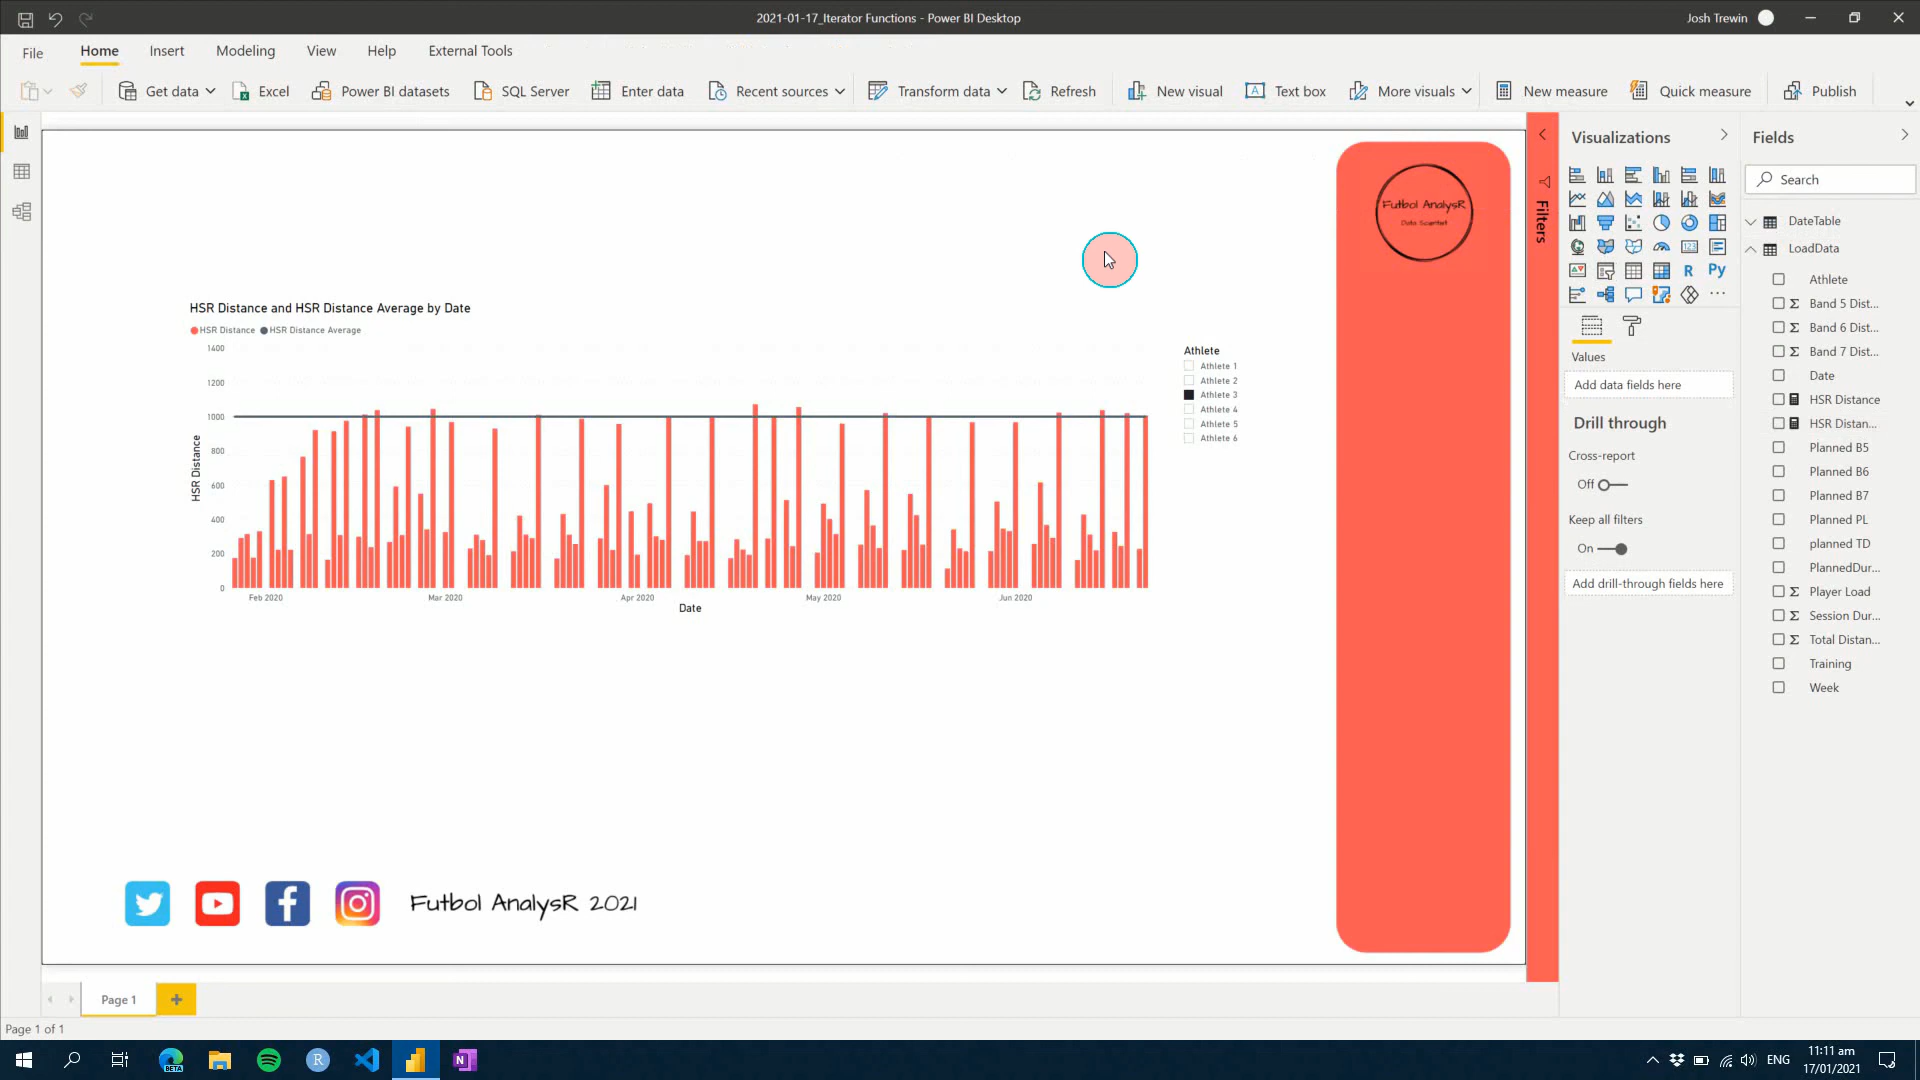 2021-01-17_Iterator Functions - Power BI Desktop
Josh Trewin
File Home Insert Modeling View Help External Tools
Get data Excel Power BI datasets SQL Server Enter data Recent sources Transform data Refresh New visual Text box More visuals New measure Quick measure Publish
Futbol AnalysR
Data Scientist
HSR Distance and HSR Distance Average by Date
HSR Distance HSR Distance Average
1400
1200
1000
800
600
400
200
0
HSR Distance
Feb 2020 Mar 2020 Apr 2020 May 2020 Jun 2020
Date
Athlete
Athlete 1
Athlete 2
Athlete 3
Athlete 4
Athlete 5
Athlete 6
Futbol AnalysR 2021
Filters
Visualizations
R Py
Values
Add data fields here
Drill through
Cross-report
Off
Keep all filters
On
Add drill-through fields here
Fields
Search
DateTable
LoadData
Athlete
Band 5 Dist...
Band 6 Dist...
Band 7 Dist...
Date
HSR Distance
HSR Distan...
Planned B5
Planned B6
Planned B7
Planned PL
planned TD
PlannedDur...
Player Load
Session Dur...
Total Distan...
Training
Week
Page 1
Page 1 of 1
ENG
11:11 am
17/01/2021